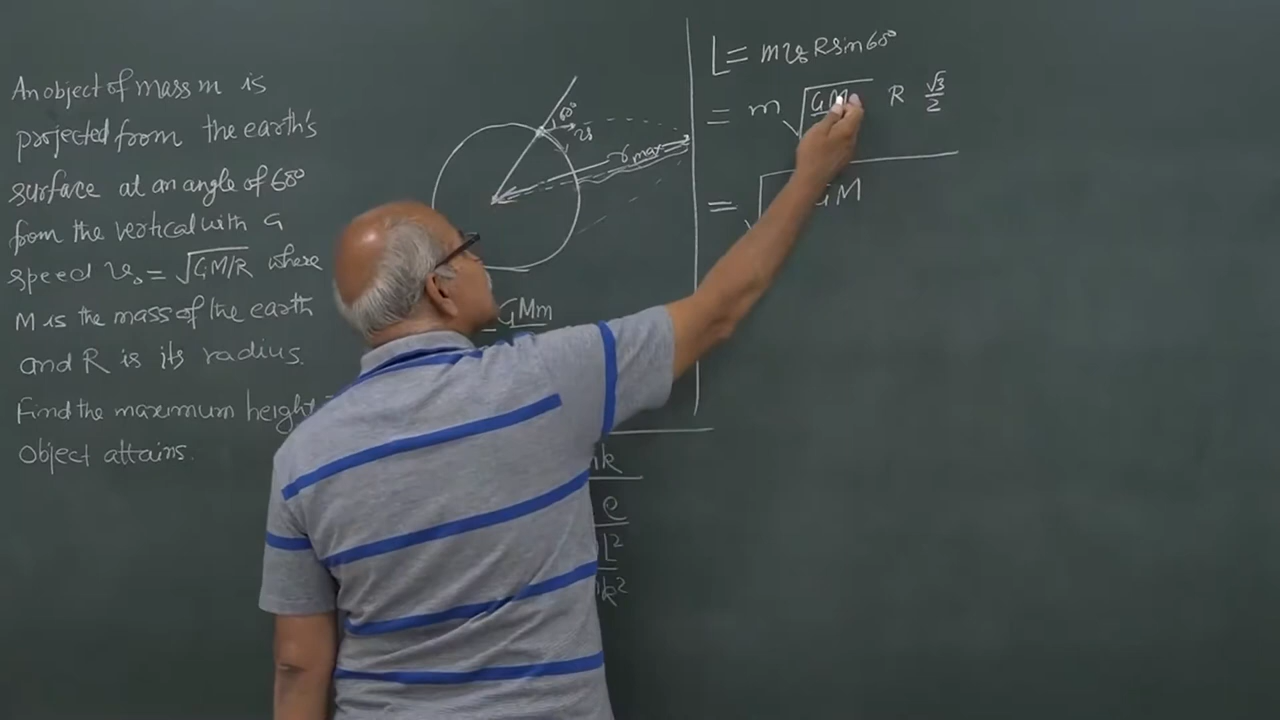 An object of mass m is
projected from the earth's
surface at an angle of 60°
from the vertical with a
speed v₀ = √GM/R where
M is the mass of the earth
and R is its radius.
Find the maximum height
object attains.
60°
v₀
r max
GMm
e
L²
L = m v₀ R sin 60°
= m √GM R √3/2
= √ GM